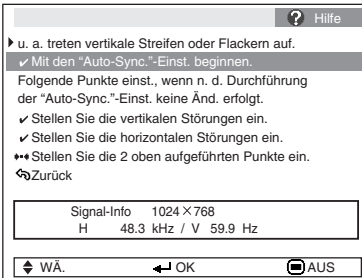 ? Hilfe
u. a. treten vertikale Streifen oder Flackern auf.
✓ Mit den “Auto-Sync.”-Einst. beginnen.
Folgende Punkte einst., wenn n. d. Durchführung
der “Auto-Sync.”-Einst. keine Änd. erfolgt.
✓ Stellen Sie die vertikalen Störungen ein.
✓ Stellen Sie die horizontalen Störungen ein.
Stellen Sie die 2 oben aufgeführten Punkte ein.
Zurück
Signal-Info 1024×768
H 48.3 kHz / V 59.9 Hz
WÄ. OK AUS